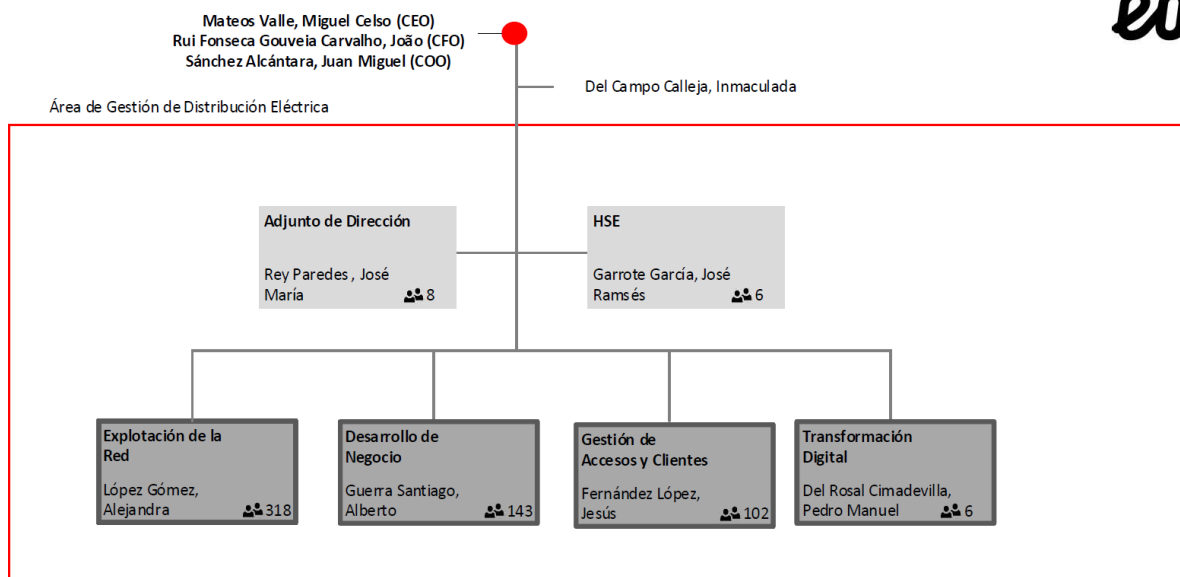 Mateos Valle, Miguel Celso (CEO)
Rui Fonseca Gouveia Carvalho, João (CFO)
Sánchez Alcántara, Juan Miguel (COO)
Del Campo Calleja, Inmaculada
Área de Gestión de Distribución Eléctrica
Adjunto de Dirección
Rey Paredes , José
María 8
HSE
Garrote García, José
Ramsés 6
Explotación de la
Red
López Gómez,
Alejandra 318
Desarrollo de
Negocio
Guerra Santiago,
Alberto 143
Gestión de
Accesos y Clientes
Fernández López,
Jesús 102
Transformación
Digital
Del Rosal Cimadevilla,
Pedro Manuel 6